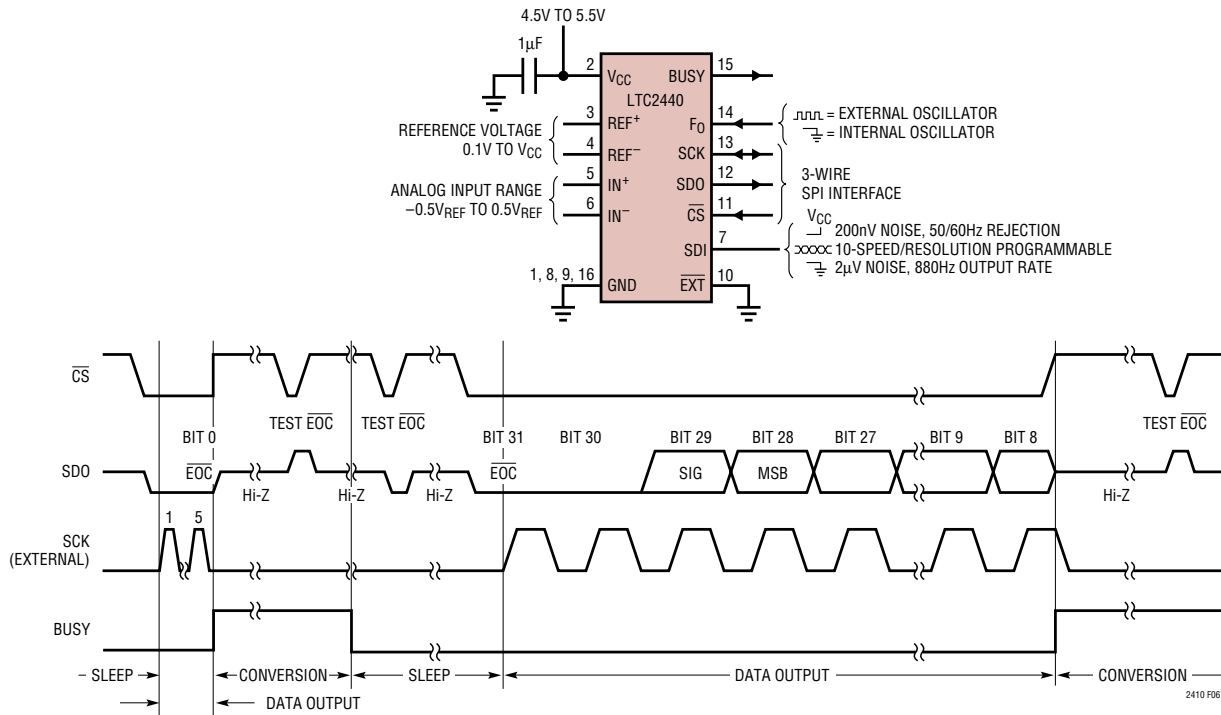 4.5V TO 5.5V
1µF
2
VCC
BUSY
15
LTC2440
3
REF+
FO
14
= EXTERNAL OSCILLATOR
= INTERNAL OSCILLATOR
REFERENCE VOLTAGE
0.1V TO VCC
4
REF−
SCK
13
5
IN+
SDO
12
3-WIRE
SPI INTERFACE
ANALOG INPUT RANGE
−0.5VREF TO 0.5VREF
6
IN−
CS
11
7
SDI
VCC
200nV NOISE, 50/60Hz REJECTION
10-SPEED/RESOLUTION PROGRAMMABLE
2µV NOISE, 880Hz OUTPUT RATE
1, 8, 9, 16
GND
EXT
10
CS
TEST EOC
TEST EOC
TEST EOC
BIT 0
BIT 31
BIT 30
BIT 29
BIT 28
BIT 27
BIT 9
BIT 8
SDO
EOC
EOC
SIG
MSB
Hi-Z
Hi-Z
Hi-Z
Hi-Z
1
5
SCK
(EXTERNAL)
BUSY
SLEEP
CONVERSION
SLEEP
DATA OUTPUT
CONVERSION
DATA OUTPUT
2410 F06